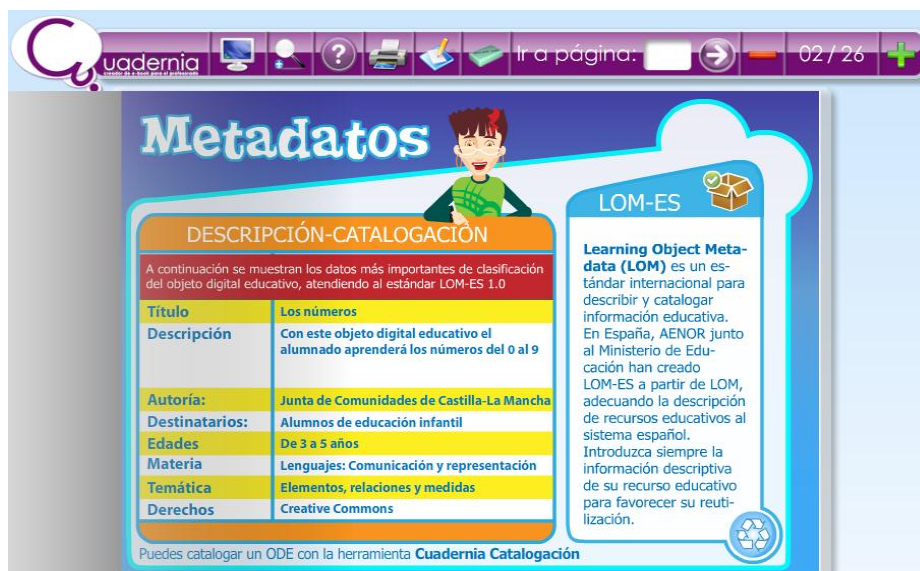 Cuadernia
creador de e-book para el profesorado
Ir a página:
02 / 26
Metadatos
DESCRIPCIÓN-CATALOGACIÓN
A continuación se muestran los datos más importantes de clasificación
del objeto digital educativo, atendiendo al estándar LOM-ES 1.0
Título Los números
Descripción Con este objeto digital educativo el
alumnado aprenderá los números del 0 al 9
Autoría: Junta de Comunidades de Castilla-La Mancha
Destinatarios: Alumnos de educación infantil
Edades De 3 a 5 años
Materia Lenguajes: Comunicación y representación
Temática Elementos, relaciones y medidas
Derechos Creative Commons
Puedes catalogar un ODE con la herramienta Cuadernia Catalogación
LOM-ES
Learning Object Meta-
data (LOM) es un es-
tándar internacional para
describir y catalogar
información educativa.
En España, AENOR junto
al Ministerio de Edu-
cación han creado
LOM-ES a partir de LOM,
adecuando la descripción
de recursos educativos al
sistema español.
Introduzca siempre la
información descriptiva
de su recurso educativo
para favorecer su reuti-
lización.